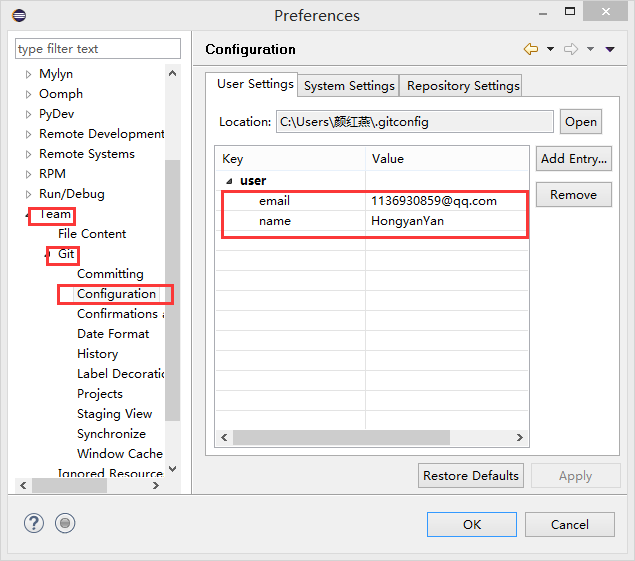 Preferences
type filter text
Mylyn
Oomph
PyDev
Remote Development
Remote Systems
RPM
Run/Debug
Team
File Content
Git
Committing
Configuration
Confirmations a
Date Format
History
Label Decoratio
Projects
Staging View
Synchronize
Window Cache
Ignored Resource
Configuration
User Settings
System Settings
Repository Settings
Location:
C:\Users\颜红燕\.gitconfig
Open
Key
Value
Add Entry...
user
email
1136930859@qq.com
Remove
name
HongyanYan
Restore Defaults
Apply
?
OK
Cancel